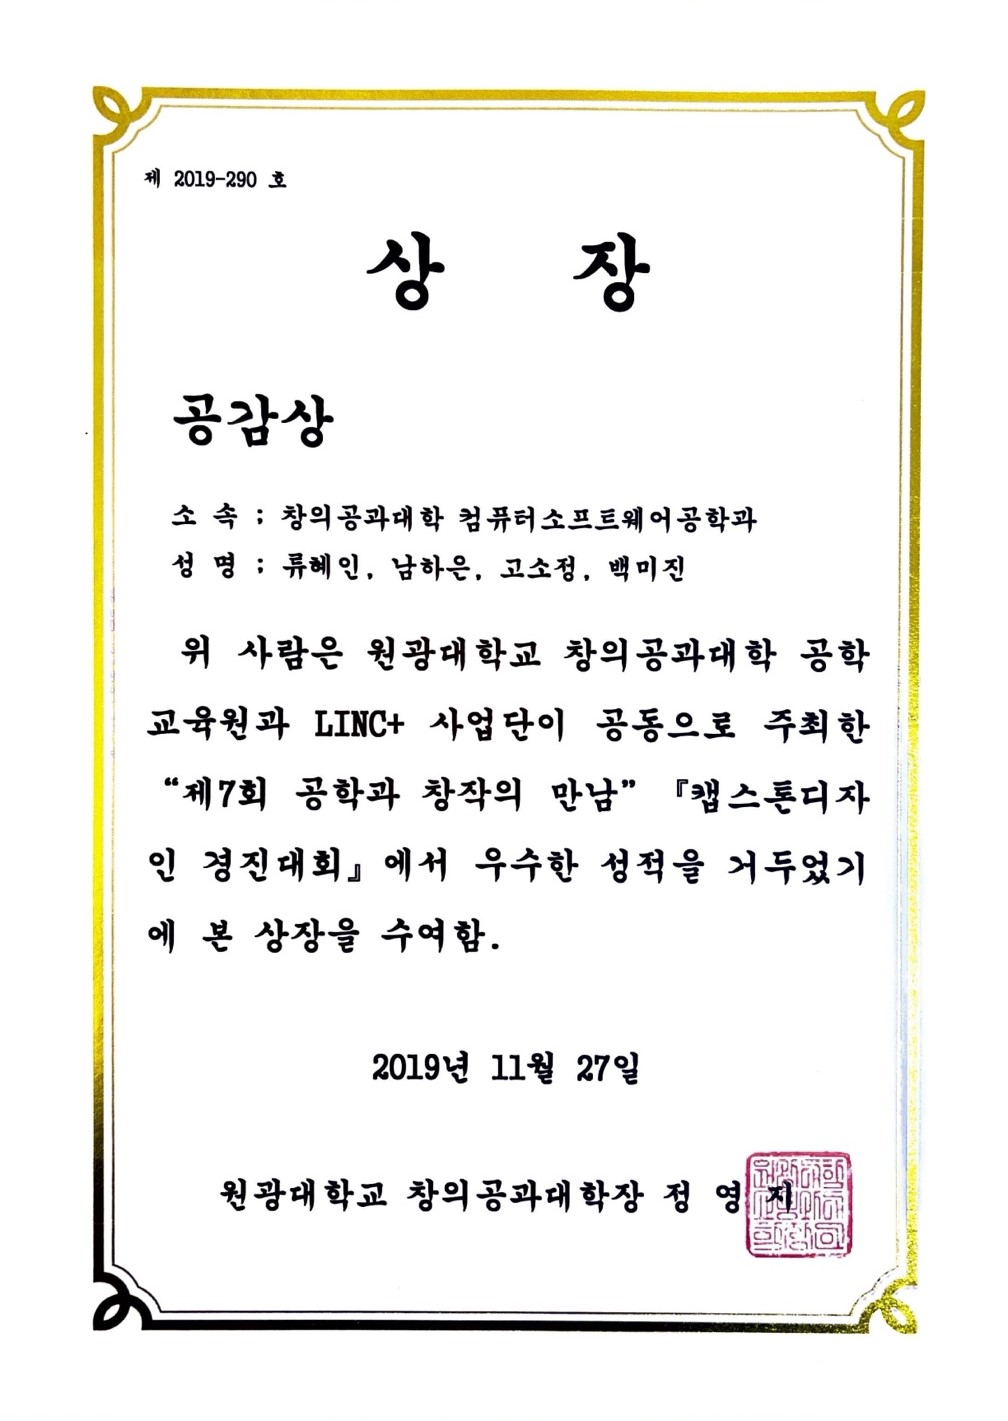 제 2019-290 호
상 장
공감상
소 속 ; 창의공과대학 컴퓨터소프트웨어공학과
성 명 ; 류혜인, 남하은, 고소정, 백미진
위 사람은 원광대학교 창의공과대학 공학
교육원과 LINC+ 사업단이 공동으로 주최한
“제7회 공학과 창작의 만남” 『캡스톤디자
인 경진대회』에서 우수한 성적을 거두었기
에 본 상장을 수여함.
2019년 11월 27일
원광대학교 창의공과대학장 정 영 지